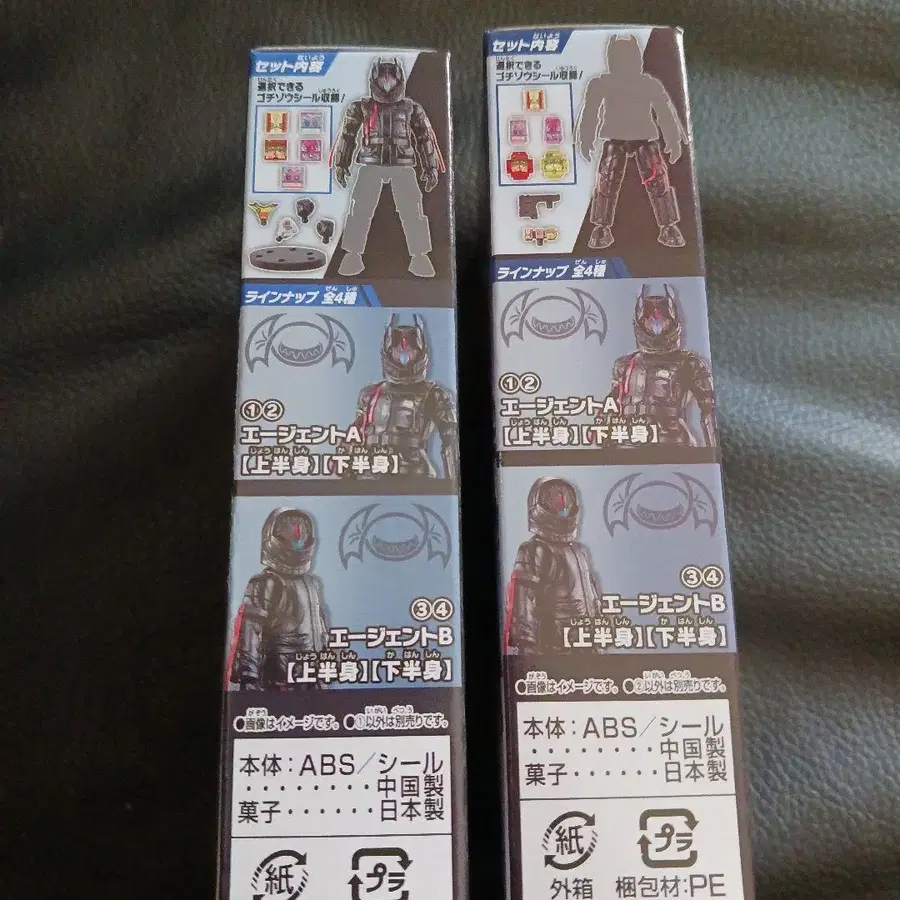 セット内容
選択できる
ゴチゾウシール収録!
ラインナップ 全4種
①②
エージェントA
【上半身】【下半身】
③④
エージェントB
【上半身】【下半身】
●画像はイメージです。●①以外は別売りです。
本体:ABS/シール
・・・・・・・・中国製
菓子・・・・・・日本製
紙
プラ
セット内容
選択できる
ゴチゾウシール収録!
ラインナップ 全4種
①②
エージェントA
【上半身】【下半身】
③④
エージェントB
【上半身】【下半身】
●画像はイメージです。●②以外は別売りです。
本体:ABS/シール
・・・・・・・・中国製
菓子・・・・・・日本製
紙
プラ
外箱 梱包材:PE